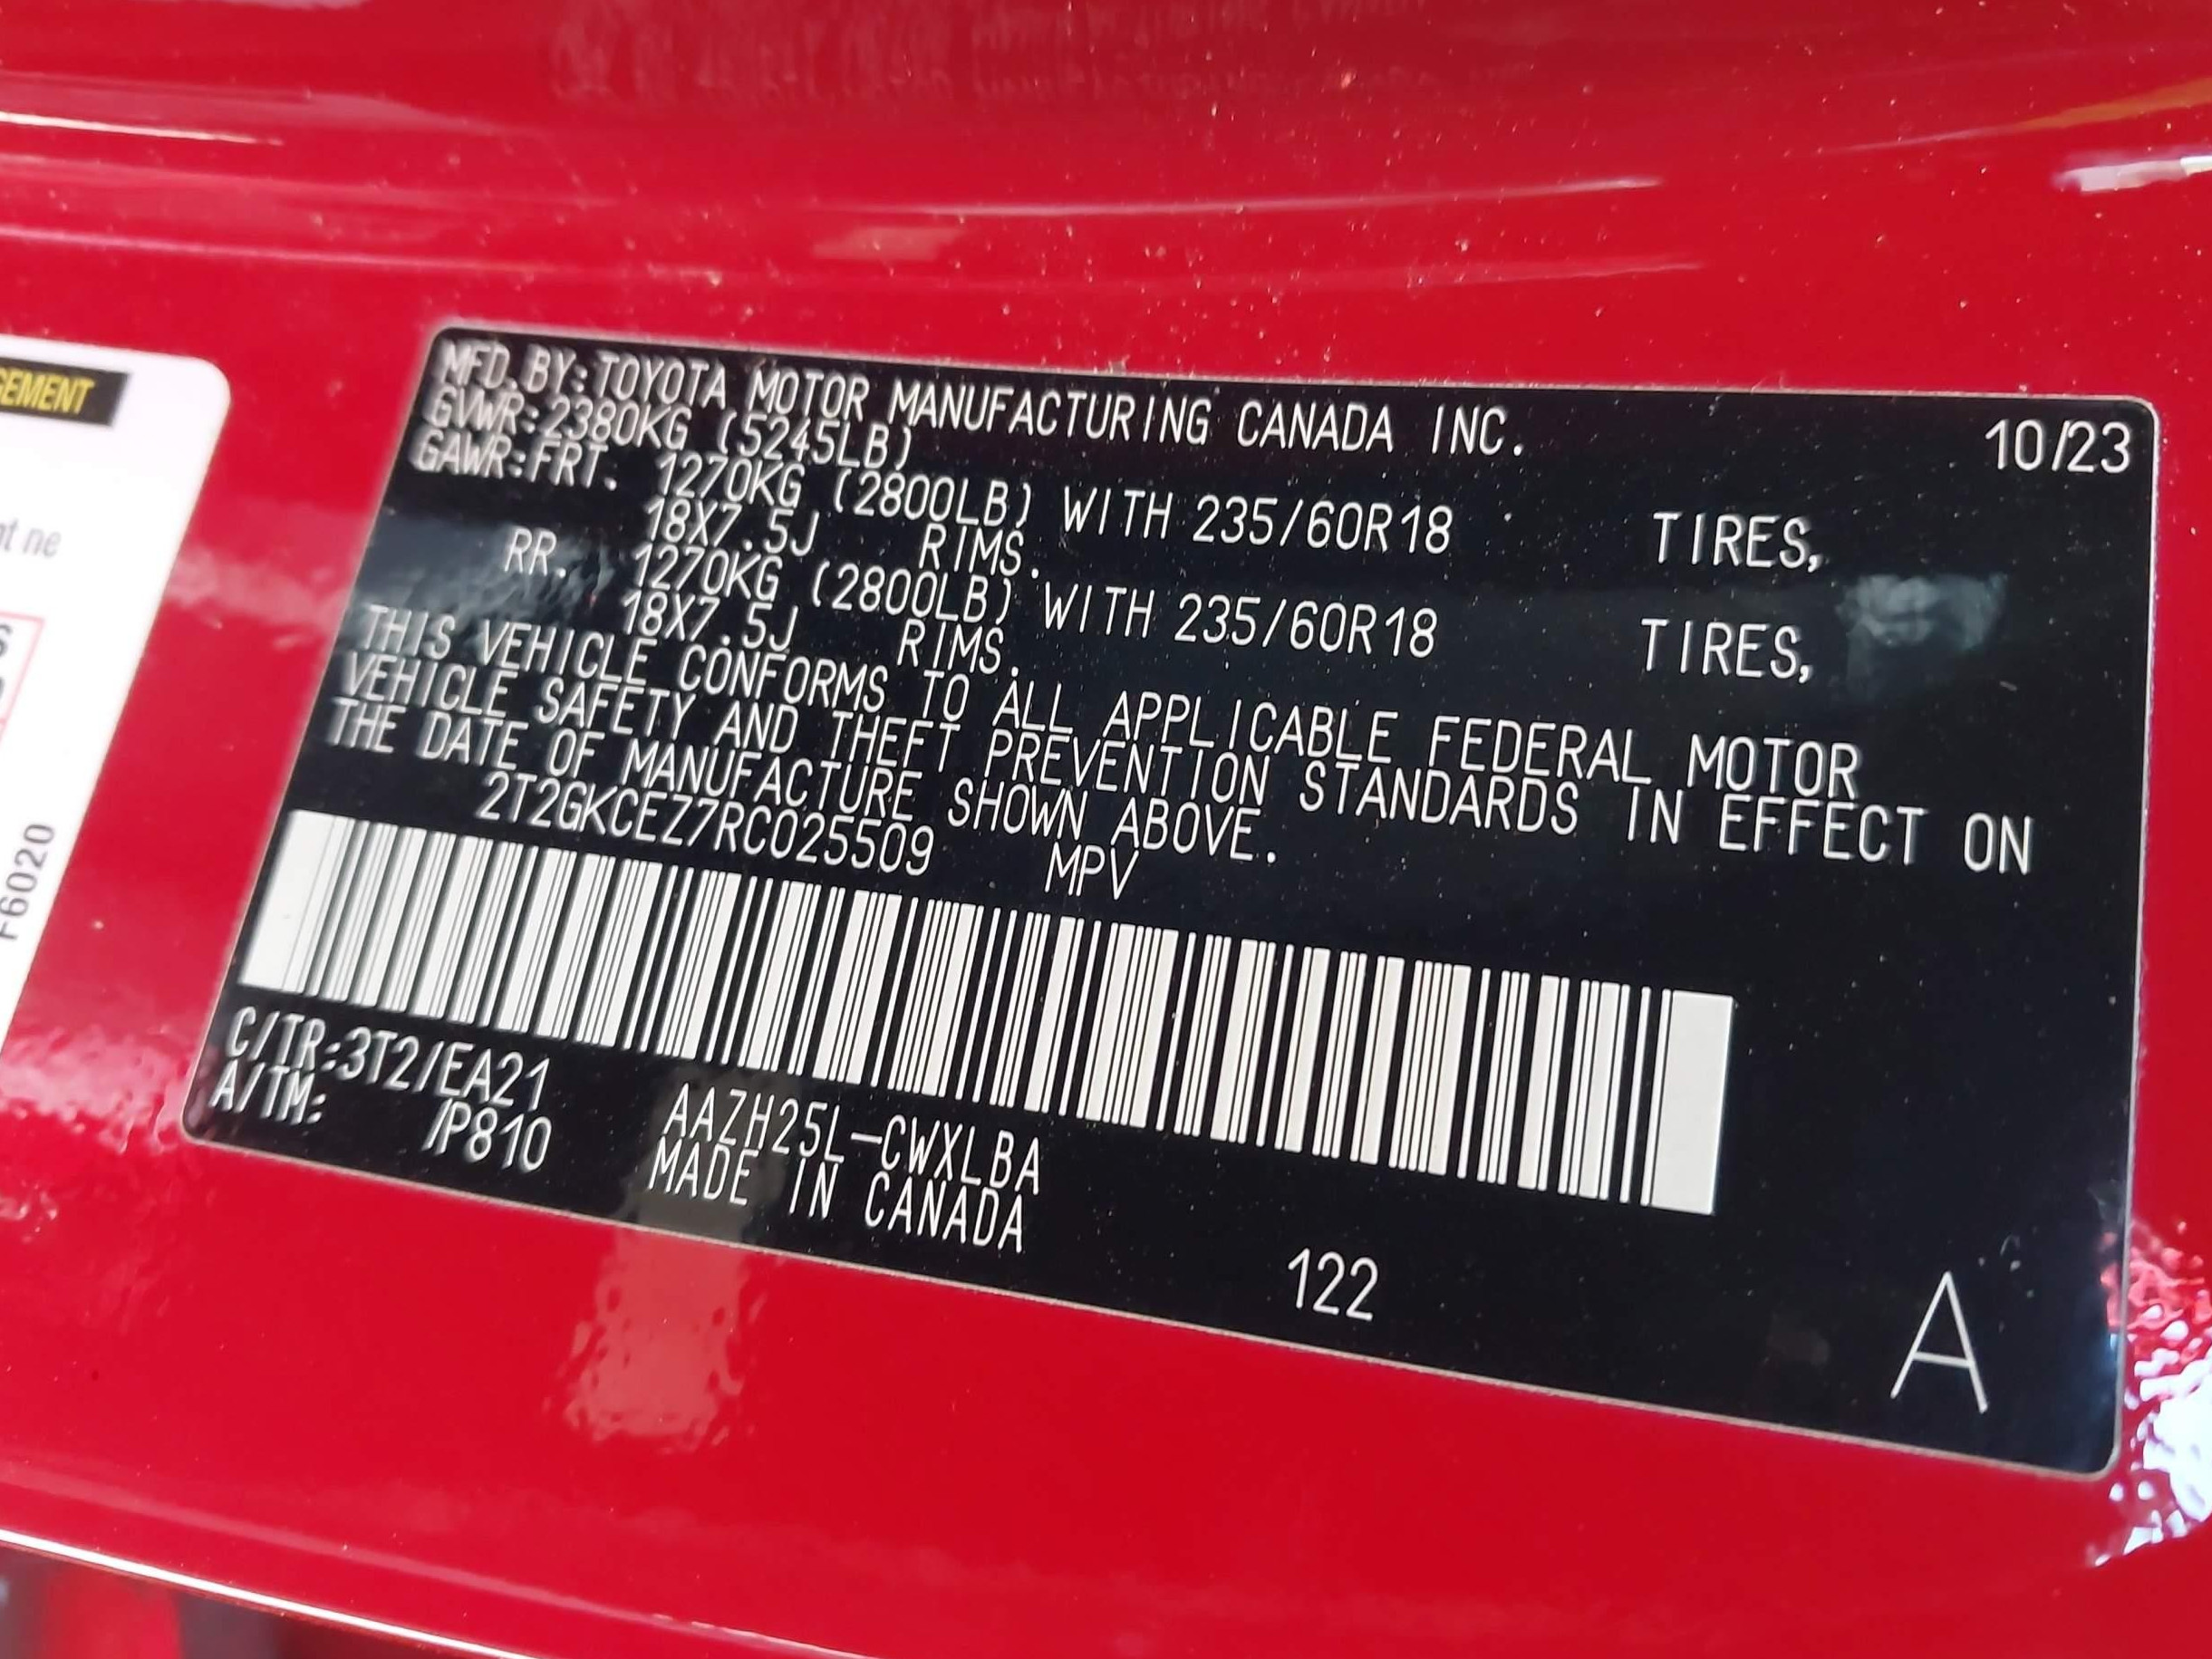 GEMENT
nt ne
S
F6020
MFD.BY:TOYOTA MOTOR MANUFACTURING CANADA INC. 10/23
GVWR:2380KG (5245LB)
GAWR:FRT. 1270KG (2800LB) WITH 235/60R18 TIRES,
18X7.5J RIMS.
RR. 1270KG (2800LB) WITH 235/60R18 TIRES,
18X7.5J RIMS.
THIS VEHICLE CONFORMS TO ALL APPLICABLE FEDERAL MOTOR
VEHICLE SAFETY AND THEFT PREVENTION STANDARDS IN EFFECT ON
THE DATE OF MANUFACTURE SHOWN ABOVE.
2T2GKCEZ7RC025509 MPV
C/TR:3T2/EA21 AAZH25L-CWXLBA
A/TM: /P810 MADE IN CANADA
122
A